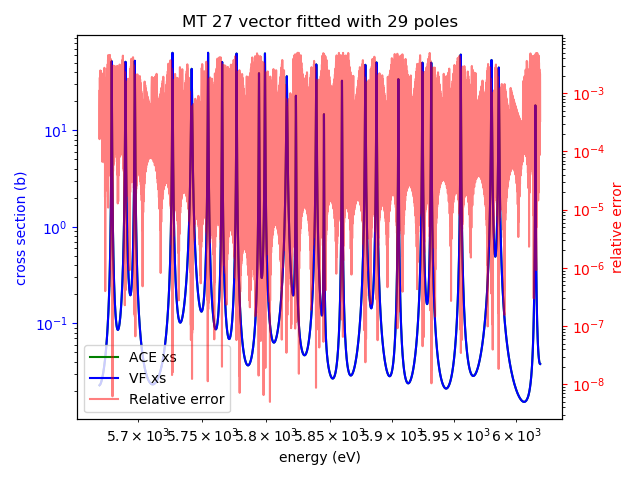 MT 27 vector fitted with 29 poles
10¹
10⁰
10⁻¹
cross section (b)
10⁻³
10⁻⁴
10⁻⁵
10⁻⁶
10⁻⁷
10⁻⁸
relative error
ACE xs
VF xs
Relative error
5.7 × 10³ 5.75 × 10³ 5.8 × 10³ 5.85 × 10³ 5.9 × 10³ 5.95 × 10³ 6 × 10³
energy (eV)